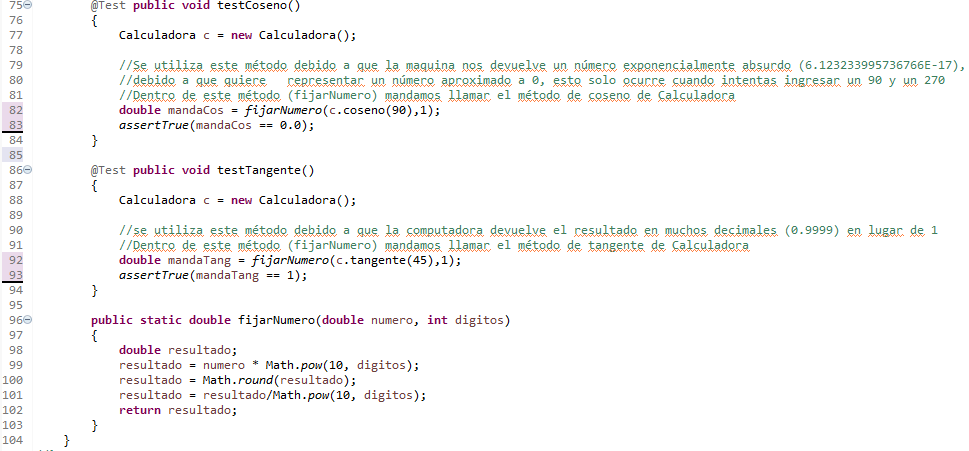 75 @Test public void testCoseno()
76 {
77 Calculadora c = new Calculadora();
78
79 //Se utiliza este método debido a que la maquina nos devuelve un número exponencialmente absurdo (6.123233995736766E-17),
80 //debido a que quiere   representar un número aproximado a 0, esto solo ocurre cuando intentas ingresar un 90 y un 270
81 //Dentro de este método (fijarNumero) mandamos llamar el método de coseno de Calculadora
82 double mandaCos = fijarNumero(c.coseno(90),1);
83 assertTrue(mandaCos == 0.0);
84 }
85
86 @Test public void testTangente()
87 {
88 Calculadora c = new Calculadora();
89
90 //se utiliza este método debido a que la computadora devuelve el resultado en muchos decimales (0.9999) en lugar de 1
91 //Dentro de este método (fijarNumero) mandamos llamar el método de tangente de Calculadora
92 double mandaTang = fijarNumero(c.tangente(45),1);
93 assertTrue(mandaTang == 1);
94 }
95
96 public static double fijarNumero(double numero, int digitos)
97 {
98 double resultado;
99 resultado = numero * Math.pow(10, digitos);
100 resultado = Math.round(resultado);
101 resultado = resultado/Math.pow(10, digitos);
102 return resultado;
103 }
104 }